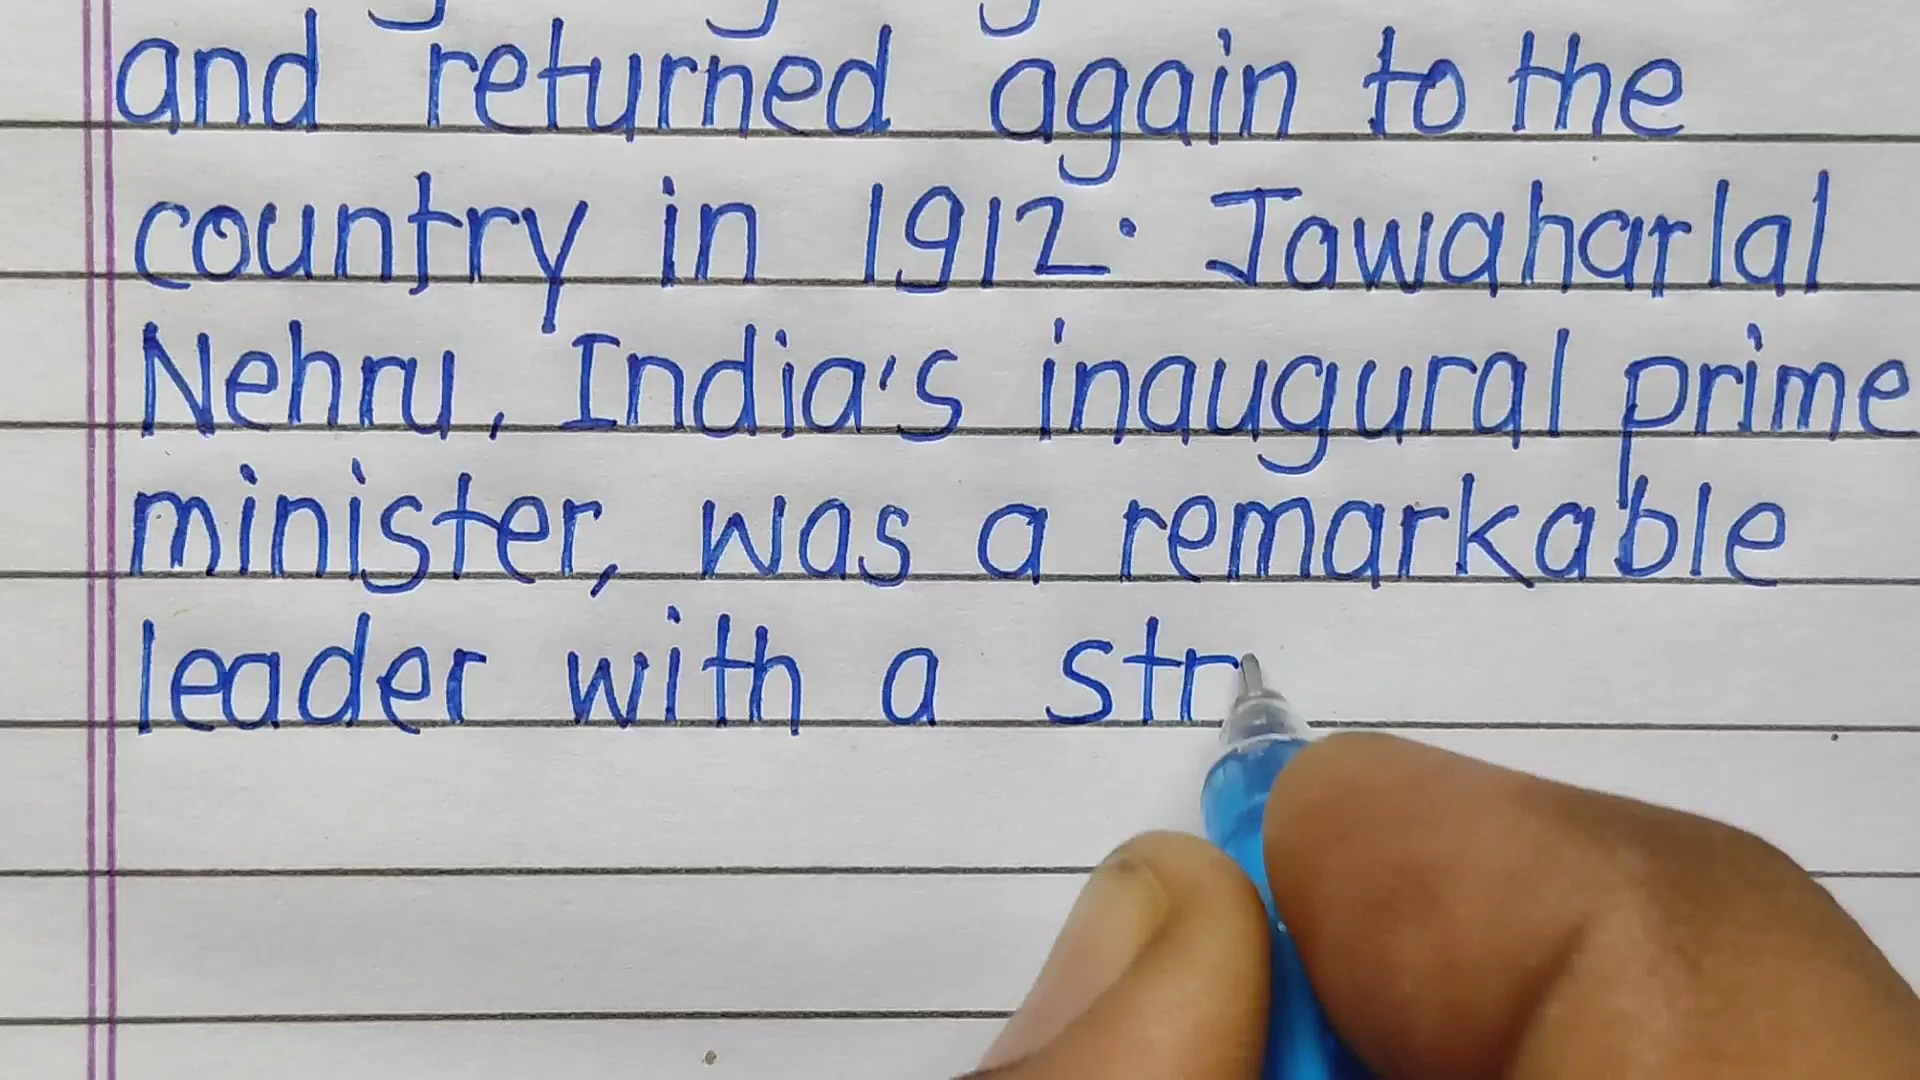 and returned again to the
country in 1912. Jawaharlal
Nehru, India's inaugural prime
minister, was a remarkable
leader with a str